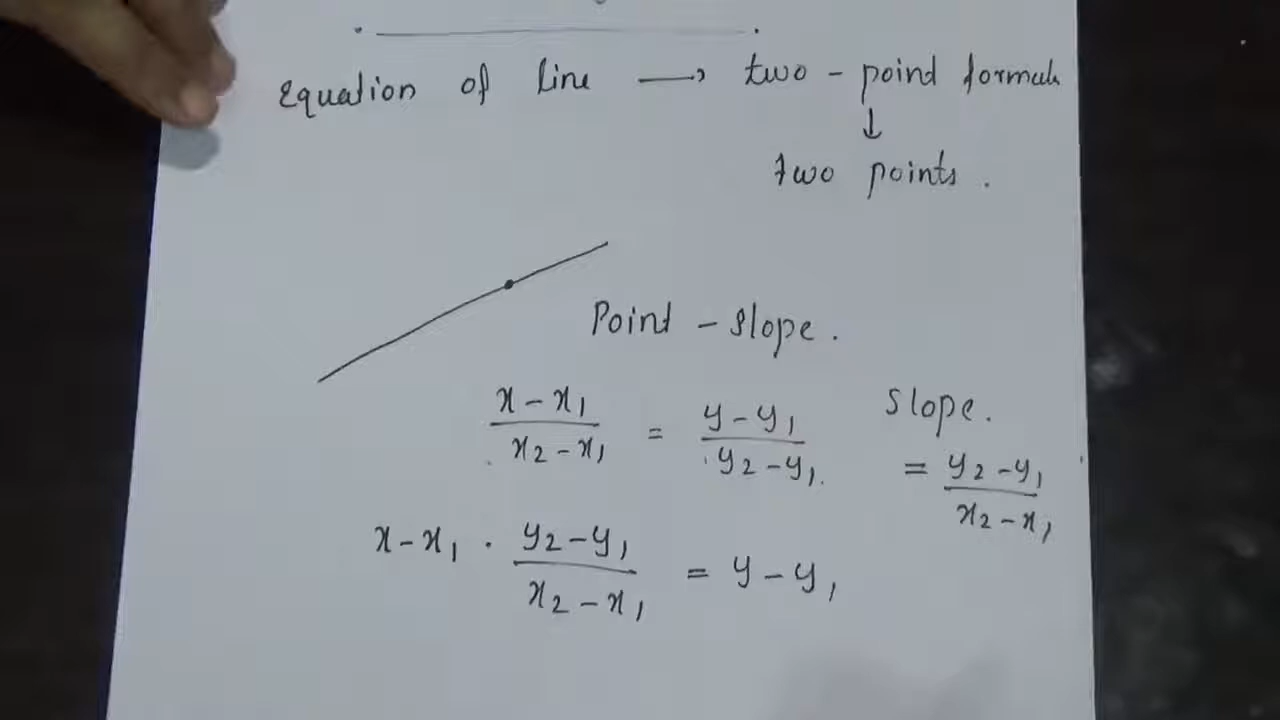 Equation of line → two - point formula
↓
two points .
Point - slope .
x - x₁ / x₂ - x₁ = y - y₁ / y₂ - y₁
slope .
= y₂ - y₁ / x₂ - x₁
x - x₁ . y₂ - y₁ / x₂ - x₁ = y - y₁